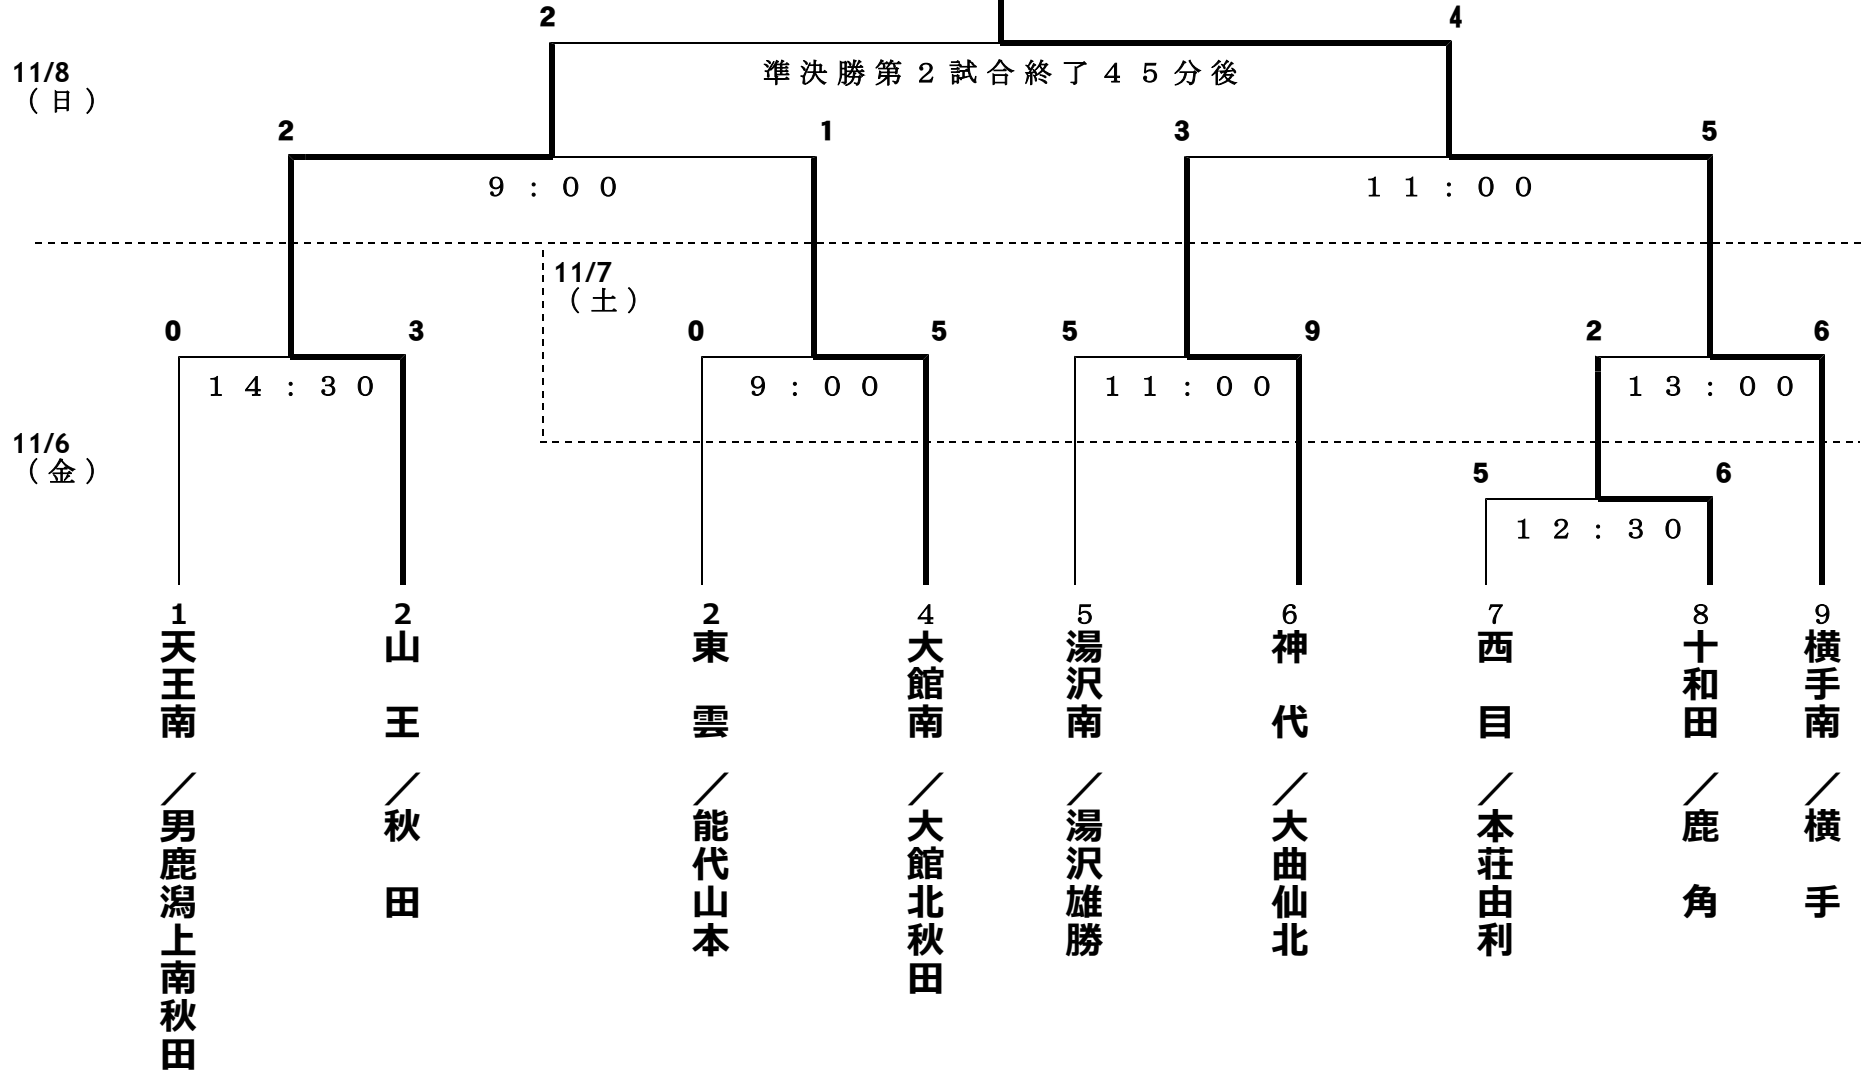 2 4
11/8
（日）
準決勝第２試合終了４５分後
2 1 3 5
９：００ １１：００
11/7
（土）
0 3 0 5 5 9 2 6
１４：３０ ９：００ １１：００ １３：００
11/6
（金）
5 6
１２：３０
1 天王南 ／男鹿潟上南秋田
2 山 王 ／秋 田
2 東 雲 ／能代山本
4 大館南 ／大館北秋田
5 湯沢南 ／湯沢雄勝
6 神 代 ／大曲仙北
7 西 目 ／本荘由利
8 十和田 ／鹿 角
9 横手南 ／横 手